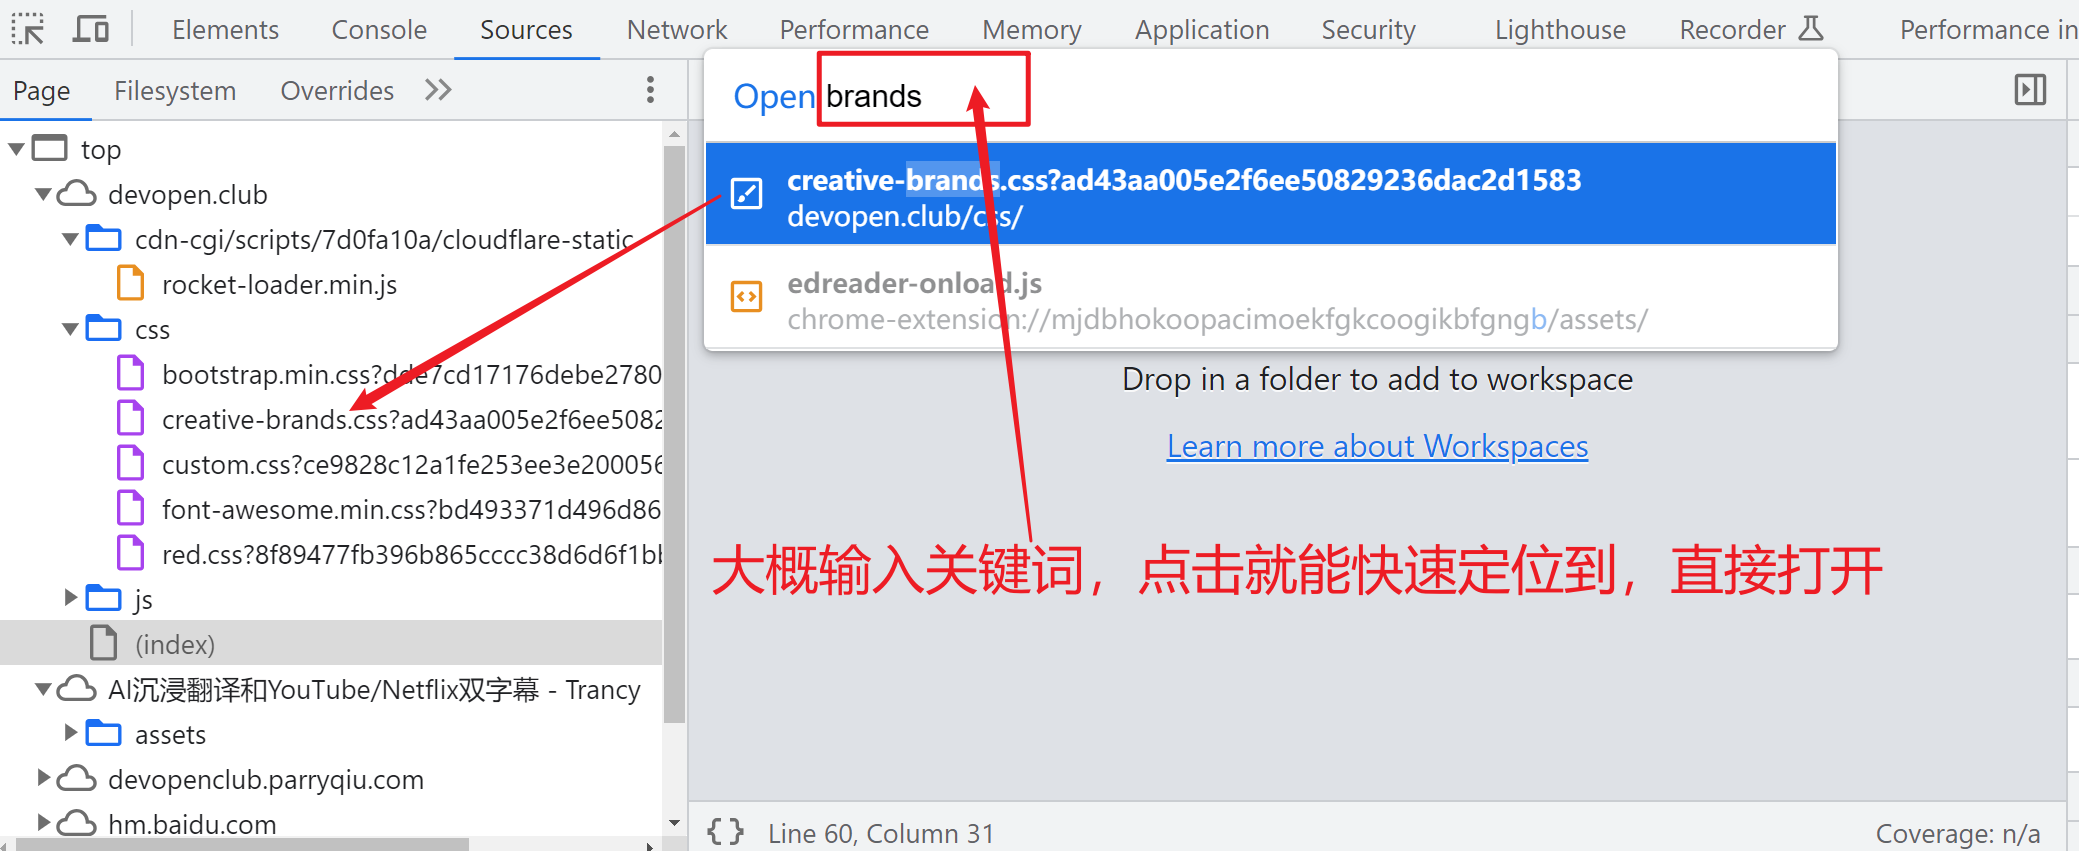 Elements Console Sources Network Performance Memory Application Security Lighthouse Recorder Performance in
Page Filesystem Overrides
Open brands
creative-brands.css?ad43aa005e2f6ee50829236dac2d1583
devopen.club/css/
edreader-onload.js
chrome-extension://mjdbhokoopacimoekfgkcoogikbfgngb/assets/
top
devopen.club
cdn-cgi/scripts/7d0fa10a/cloudflare-static
rocket-loader.min.js
css
bootstrap.min.css?dde7cd17176debe2780
creative-brands.css?ad43aa005e2f6ee5082
custom.css?ce9828c12a1fe253ee3e200056
font-awesome.min.css?bd493371d496d86
red.css?8f89477fb396b865cccc38d6d6f1bb
js
(index)
AI沉浸翻译和YouTube/Netflix双字幕 - Trancy
assets
devopenclub.parryqiu.com
hm.baidu.com
Drop in a folder to add to workspace
Learn more about Workspaces
大概输入关键词，点击就能快速定位到，直接打开
{ } Line 60, Column 31
Coverage: n/a